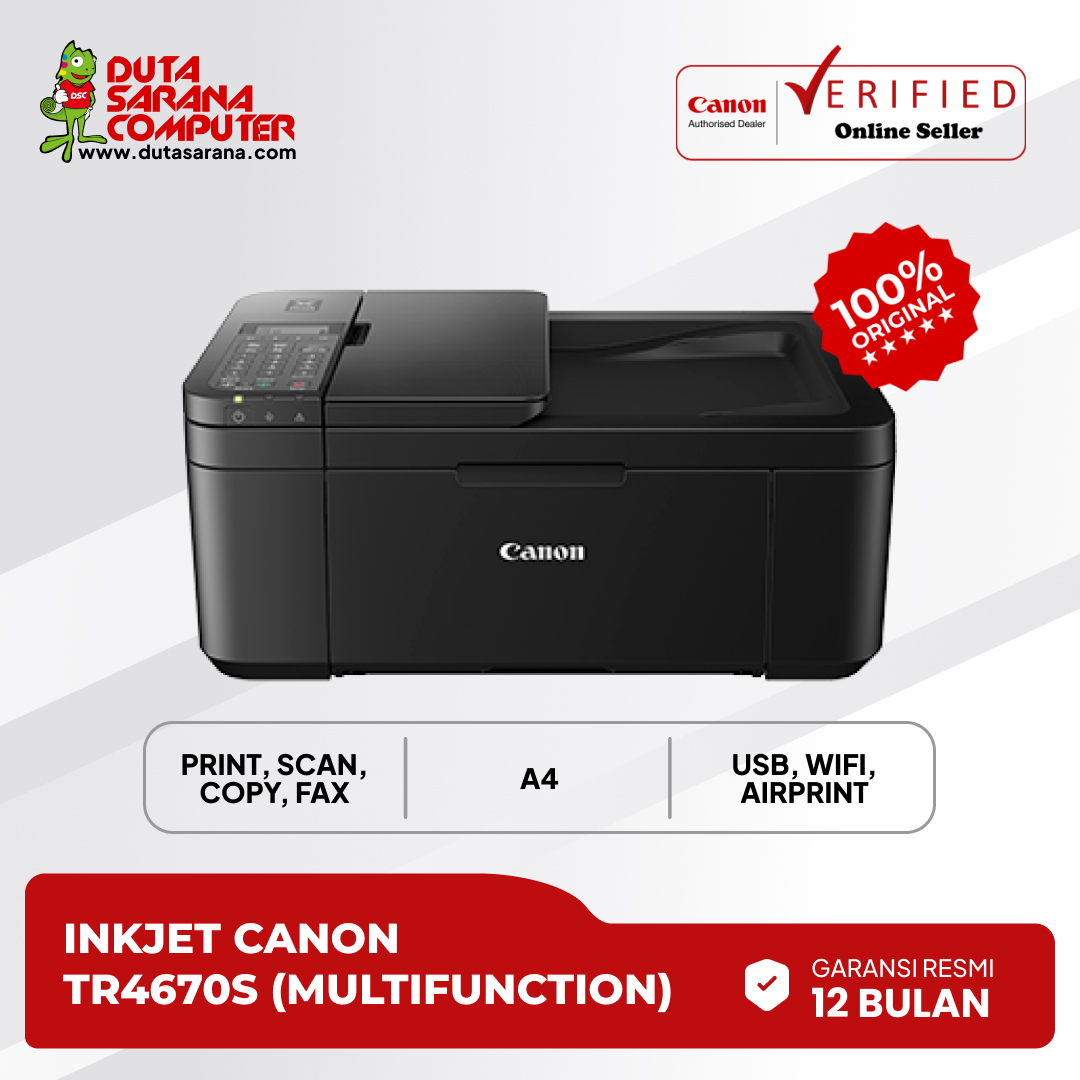 DUTA
SARANA
COMPUTER
DSC
www.dutasarana.com
Canon
Authorised Dealer
VERIFIED
Online Seller
100%
ORIGINAL
Canon
PRINT, SCAN,
COPY, FAX
A4
USB, WIFI,
AIRPRINT
INKJET CANON
TR4670S (MULTIFUNCTION)
GARANSI RESMI
12 BULAN